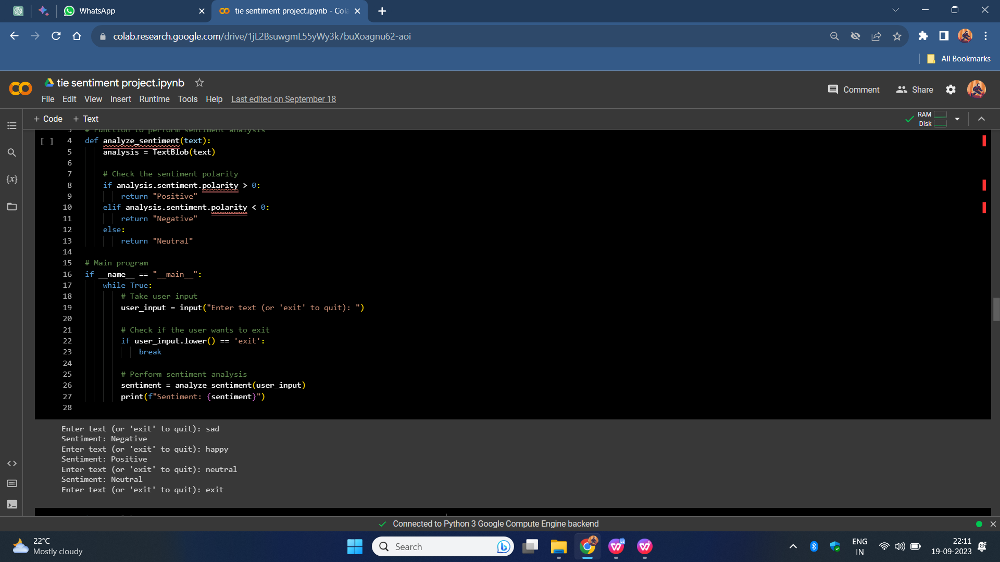 WhatsApp
tie sentiment project.ipynb - Cola
colab.research.google.com/drive/1jL2BsuwgmL55yWy3k7buXoagnu62-aoi
All Bookmarks
tie sentiment project.ipynb
File Edit View Insert Runtime Tools Help Last edited on September 18
Comment Share
+ Code + Text
RAM
Disk
3 # Function to perform sentiment analysis
[ ] 4 def analyze_sentiment(text):
5 analysis = TextBlob(text)
6
7 # Check the sentiment polarity
8 if analysis.sentiment.polarity > 0:
9 return "Positive"
10 elif analysis.sentiment.polarity < 0:
11 return "Negative"
12 else:
13 return "Neutral"
14
15 # Main program
16 if __name__ == "__main__":
17 while True:
18 # Take user input
19 user_input = input("Enter text (or 'exit' to quit): ")
20
21 # Check if the user wants to exit
22 if user_input.lower() == 'exit':
23 break
24
25 # Perform sentiment analysis
26 sentiment = analyze_sentiment(user_input)
27 print(f"Sentiment: {sentiment}")
28
Enter text (or 'exit' to quit): sad
Sentiment: Negative
Enter text (or 'exit' to quit): happy
Sentiment: Positive
Enter text (or 'exit' to quit): neutral
Sentiment: Neutral
Enter text (or 'exit' to quit): exit
Connected to Python 3 Google Compute Engine backend
22°C
Mostly cloudy
Search
ENG
IN
22:11
19-09-2023